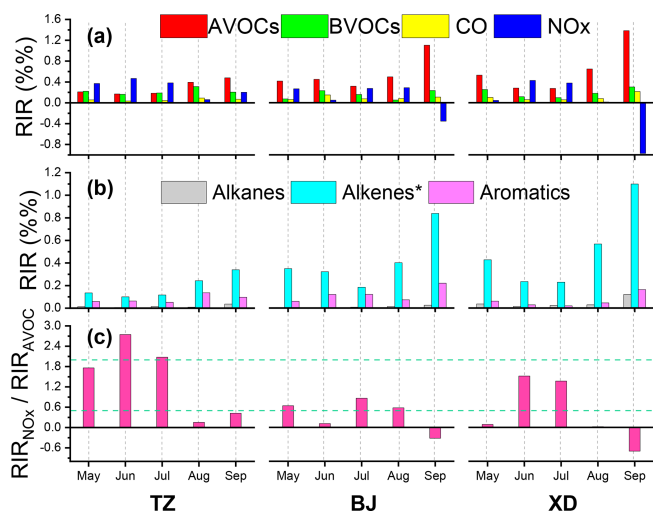 AVOCs BVOCs CO NOx
(a)
RIR (%%)
1.6
1.2
0.8
0.4
0.0
-0.4
-0.8
(b)
Alkanes Alkenes* Aromatics
RIR (%%)
1.2
1.0
0.8
0.6
0.4
0.2
0.0
(c)
RIRNOx / RIRAVOC
3.0
2.4
1.8
1.2
0.6
0.0
-0.6
May Jun Jul Aug Sep May Jun Jul Aug Sep May Jun Jul Aug Sep
TZ BJ XD